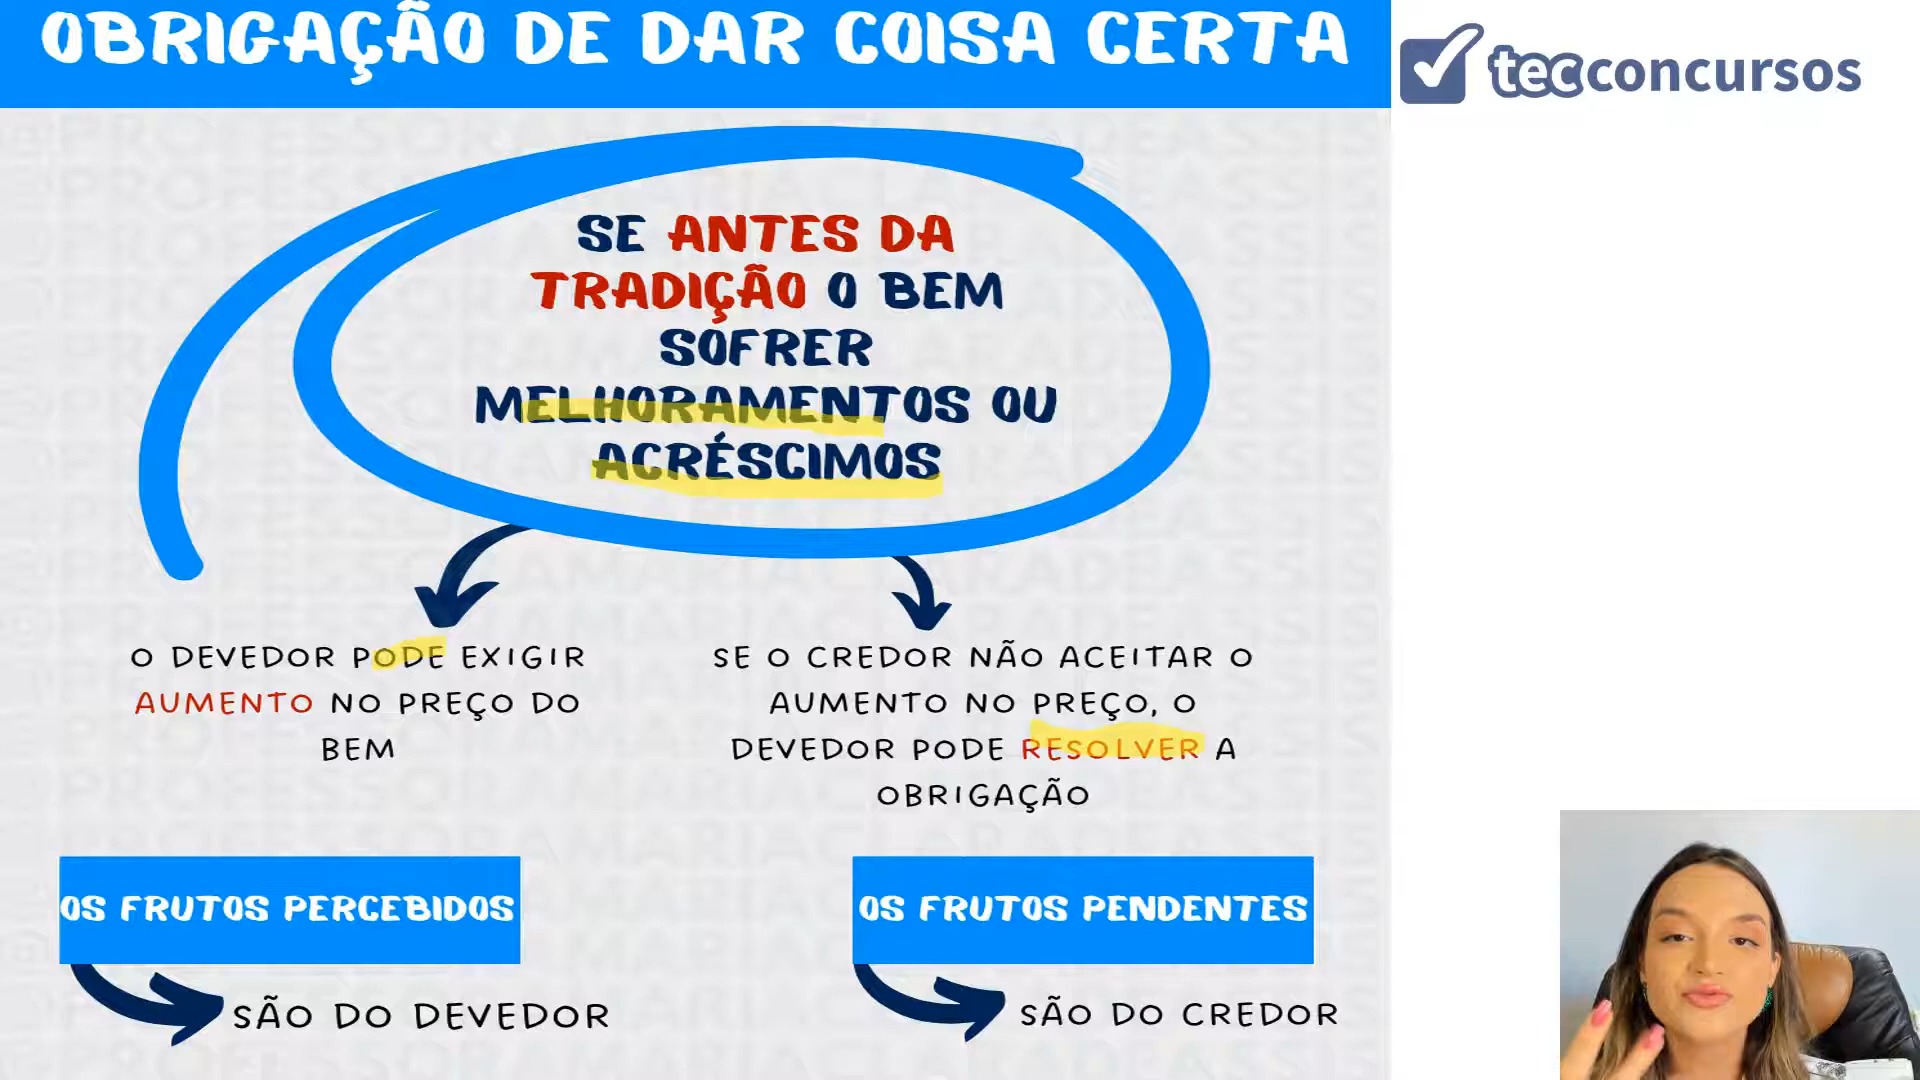 OBRIGAÇÃO DE DAR COISA CERTA
tecconcursos
SE ANTES DA
TRADIÇÃO O BEM
SOFRER
MELHORAMENTOS OU
ACRÉSCIMOS
O DEVEDOR PODE EXIGIR
AUMENTO NO PREÇO DO
BEM
SE O CREDOR NÃO ACEITAR O
AUMENTO NO PREÇO, O
DEVEDOR PODE RESOLVER A
OBRIGAÇÃO
OS FRUTOS PERCEBIDOS
SÃO DO DEVEDOR
OS FRUTOS PENDENTES
SÃO DO CREDOR